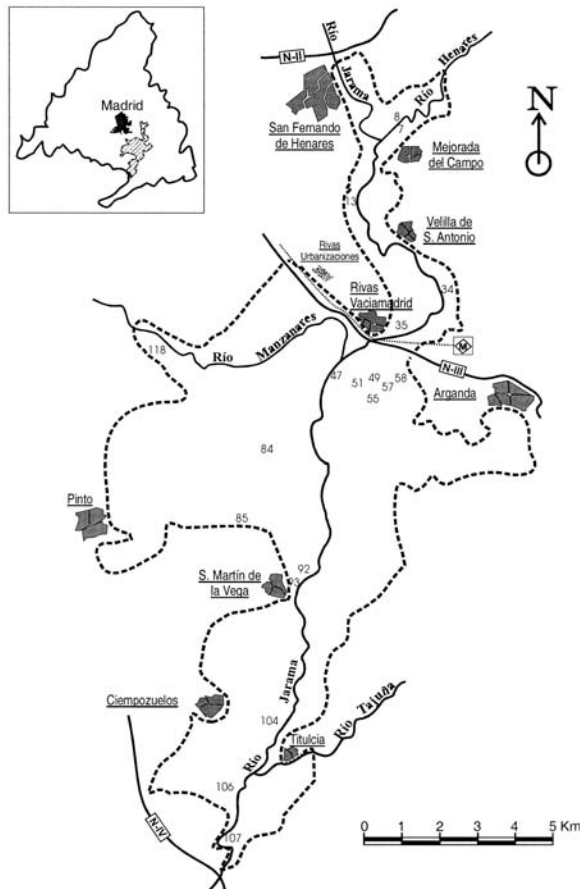 Madrid
N-II
Río
Jarama
Río
Henares
N
San Fernando
de Henares
8
7
Mejorada
del Campo
13
Velilla de
S. Antonio
Rivas
Urbanizaciones
Rivas
Vaciamadrid
34
35
M
118
Río
Manzanares
N-III
47
51
49
58
57
55
Arganda
84
Pinto
85
92
93
S. Martín de
la Vega
Jarama
Río
Tajuña
Ciempozuelos
104
Titulcia
Río
106
N-IV
107
0 1 2 3 4 5 Km